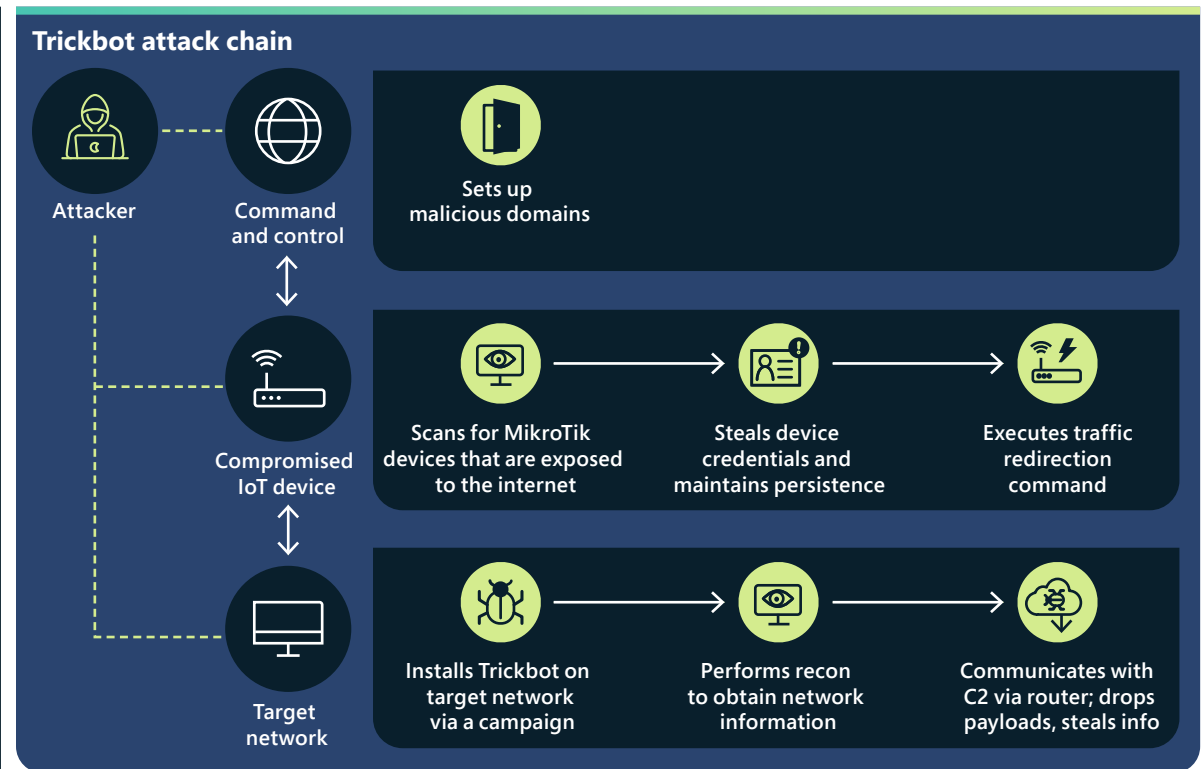 Trickbot attack chain
Attacker
Command
and control
Sets up
malicious domains
Compromised
IoT device
Scans for MikroTik
devices that are exposed
to the internet
Steals device
credentials and
maintains persistence
Executes traffic
redirection
command
Target
network
Installs Trickbot on
target network
via a campaign
Performs recon
to obtain network
information
Communicates with
C2 via router; drops
payloads, steals info